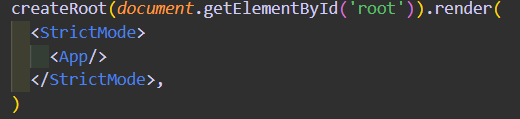 createRoot(document.getElementById('root')).render(
  <StrictMode>
    <App/>
  </StrictMode>,
)